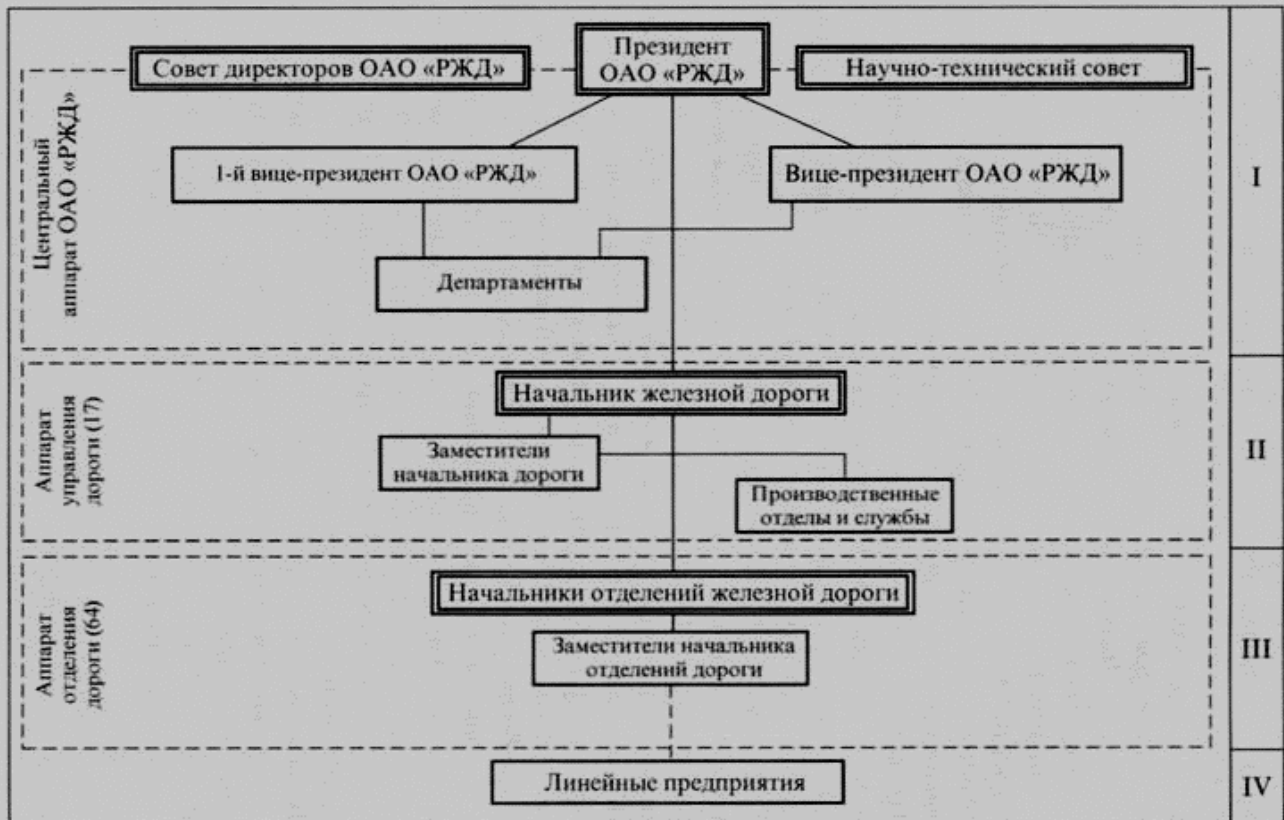 Президент
ОАО «РЖД»
Совет директоров ОАО «РЖД»
Научно-технический совет
Центральный
аппарат ОАО «РЖД»
1-й вице-президент ОАО «РЖД»
Вице-президент ОАО «РЖД»
I
Департаменты
Аппарат
управления
дороги (17)
Начальник железной дороги
Заместители
начальника дороги
II
Производственные
отделы и службы
Аппарат
отделения
дороги (64)
Начальники отделений железной дороги
Заместители начальника
отделений дороги
III
Линейные предприятия
IV